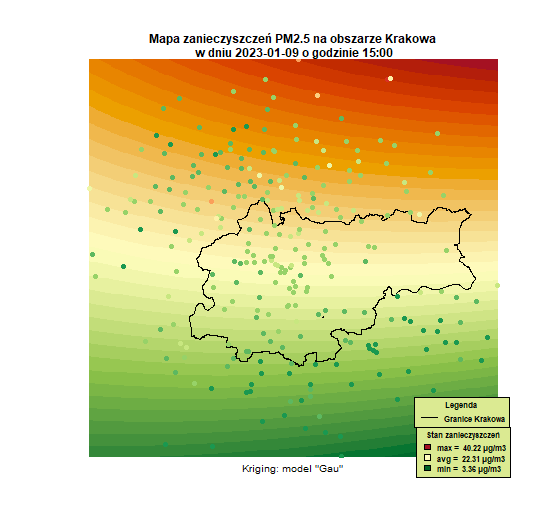 Mapa zanieczyszczeń PM2.5 na obszarze Krakowa
w dniu 2023-01-09 o godzinie 15:00
Legenda
Granice Krakowa
Stan zanieczyszczeń
max = 40.22 µg/m3
avg = 22.31 µg/m3
min = 3.36 µg/m3
Kriging: model "Gau"